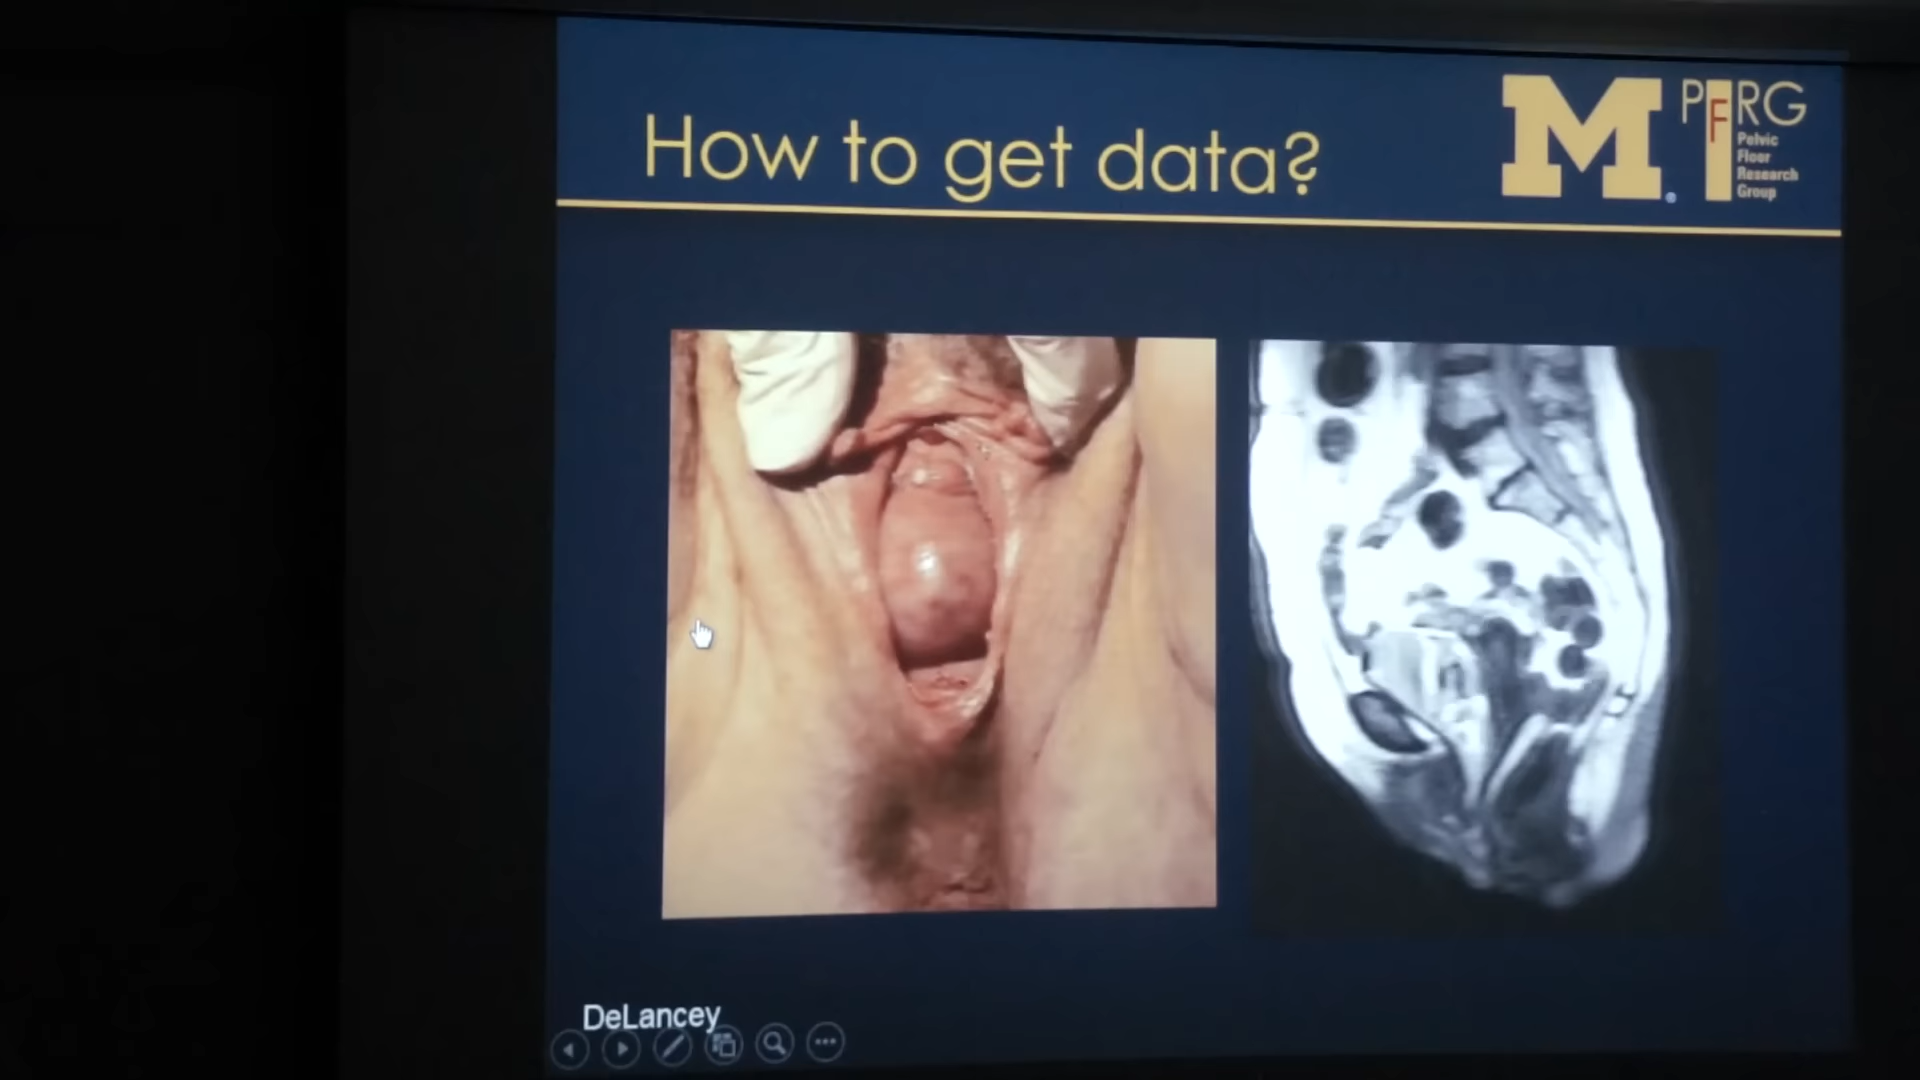 How to get data?
M
PFRG
Pelvic
Floor
Research
Group
DeLancey